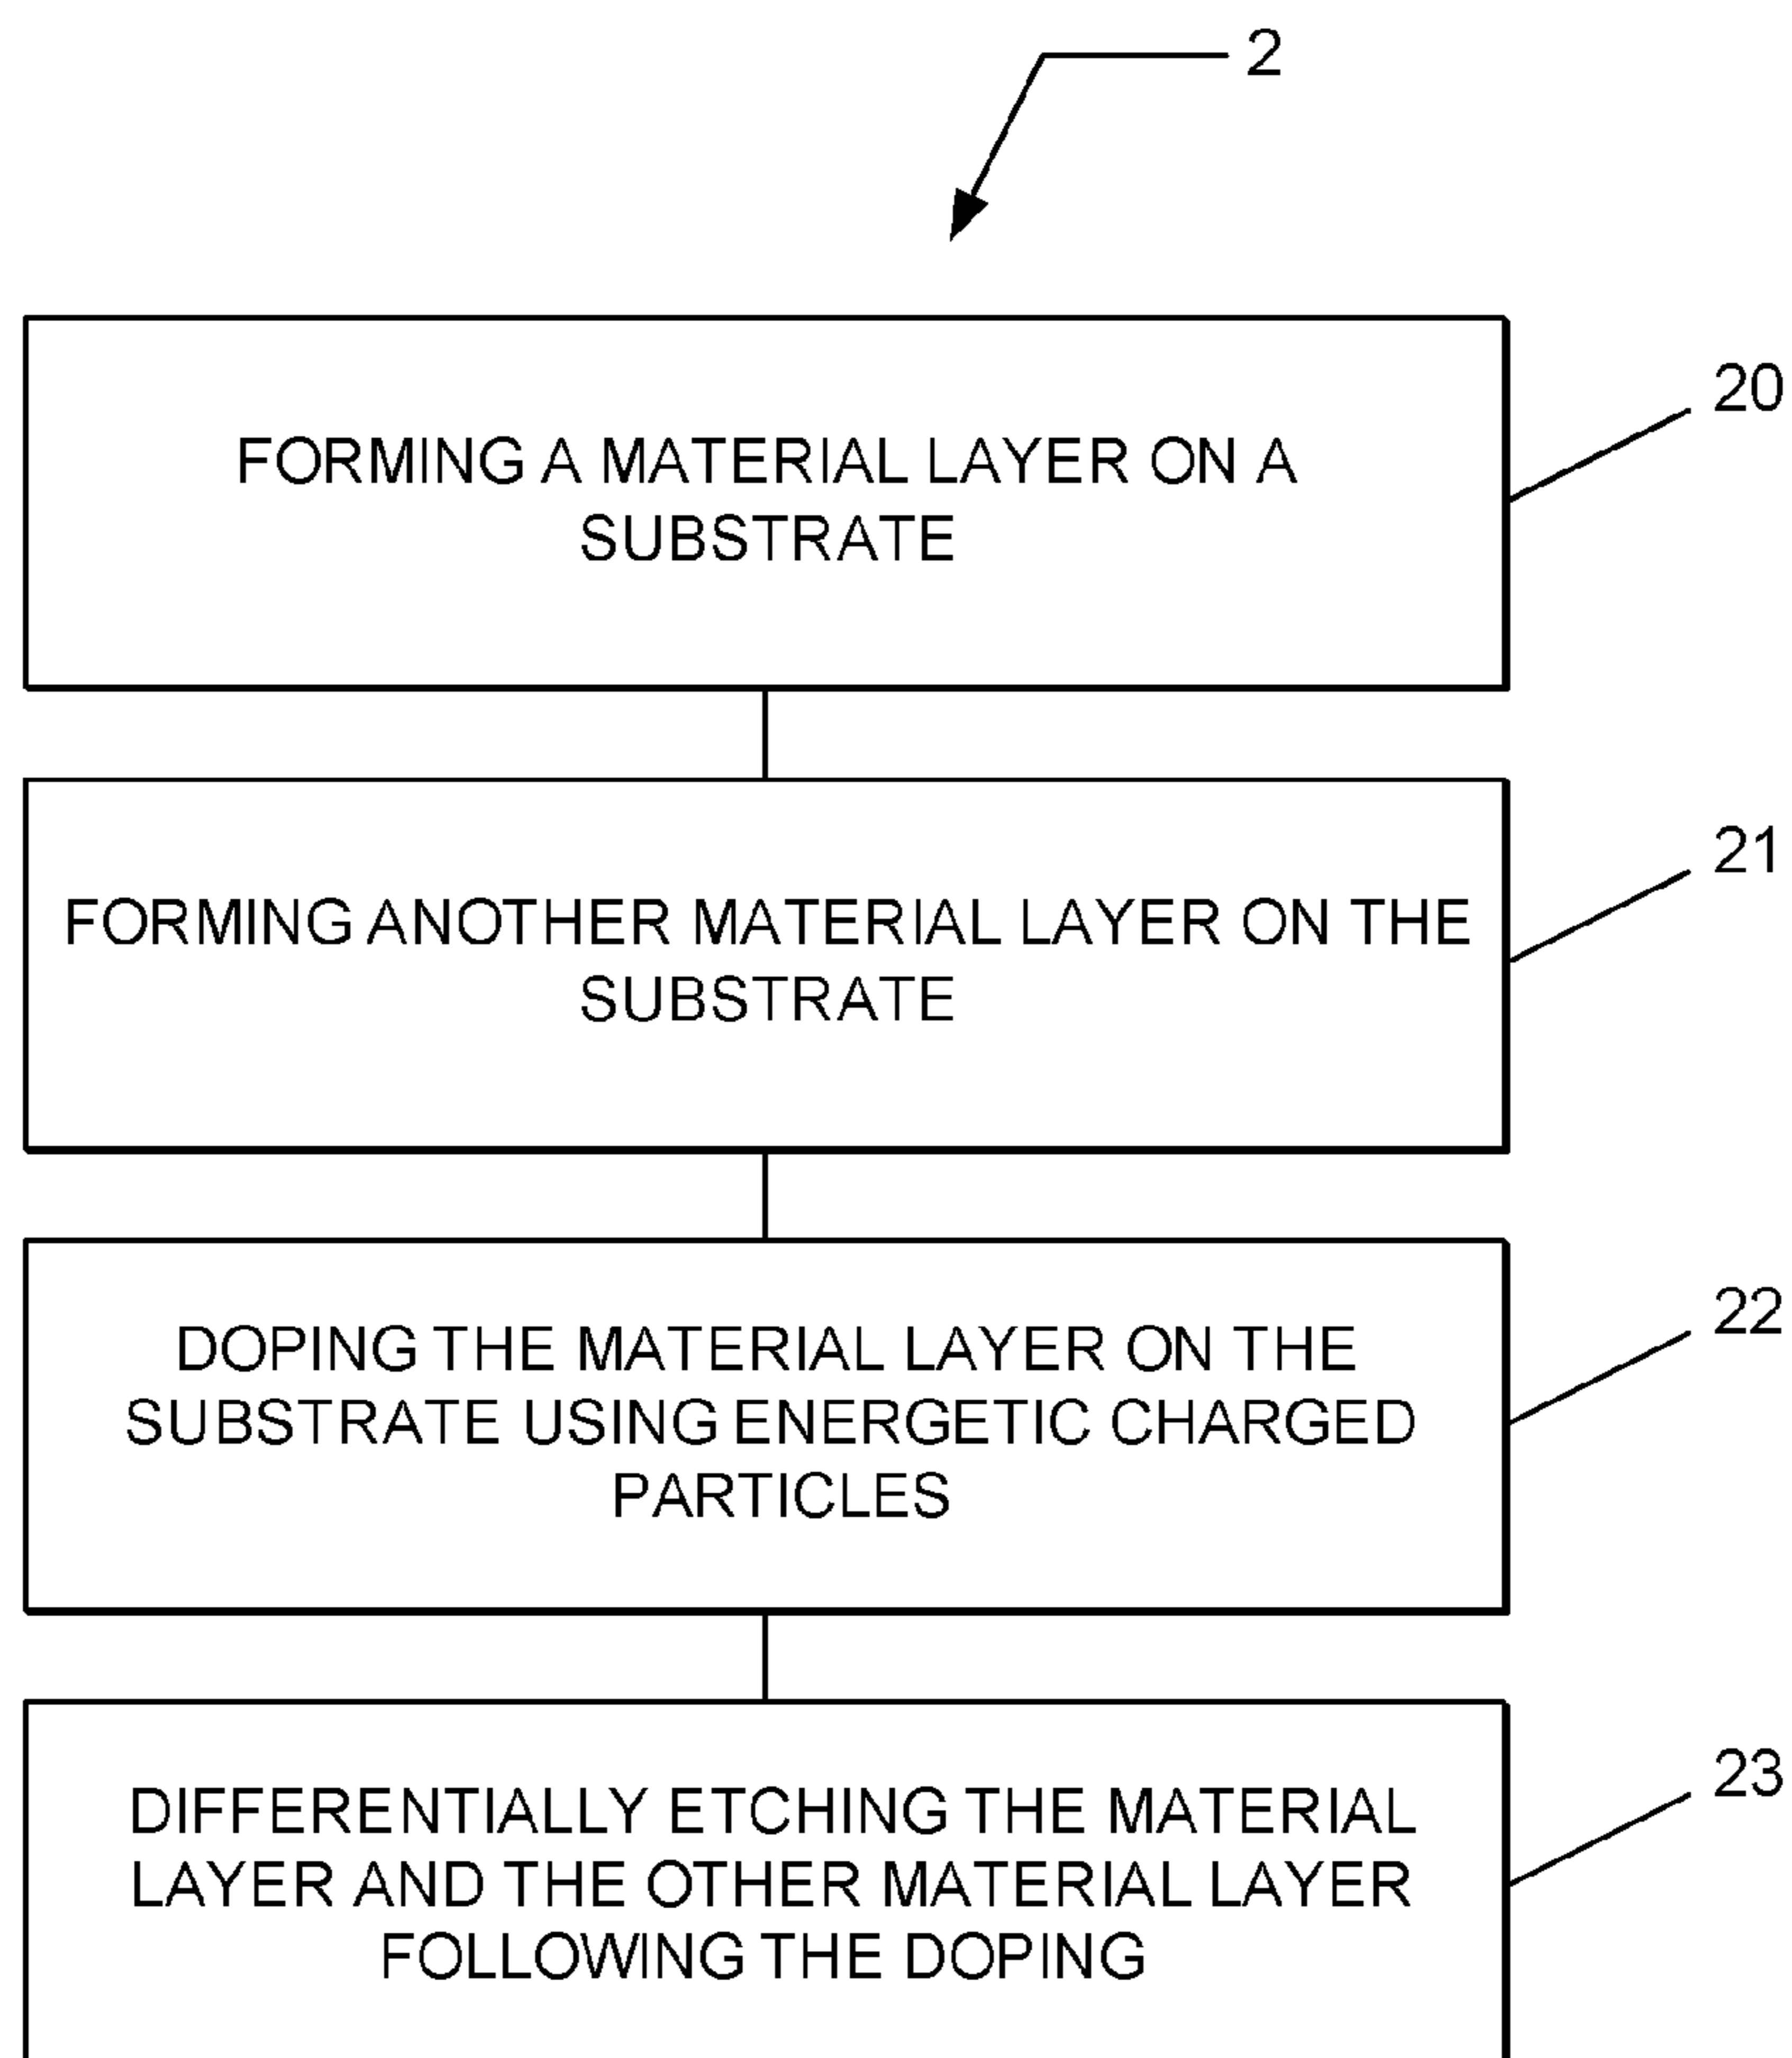 2
FORMING A MATERIAL LAYER ON A
SUBSTRATE
20
FORMING ANOTHER MATERIAL LAYER ON THE
SUBSTRATE
21
DOPING THE MATERIAL LAYER ON THE
SUBSTRATE USING ENERGETIC CHARGED
PARTICLES
22
DIFFERENTIALLY ETCHING THE MATERIAL
LAYER AND THE OTHER MATERIAL LAYER
FOLLOWING THE DOPING
23